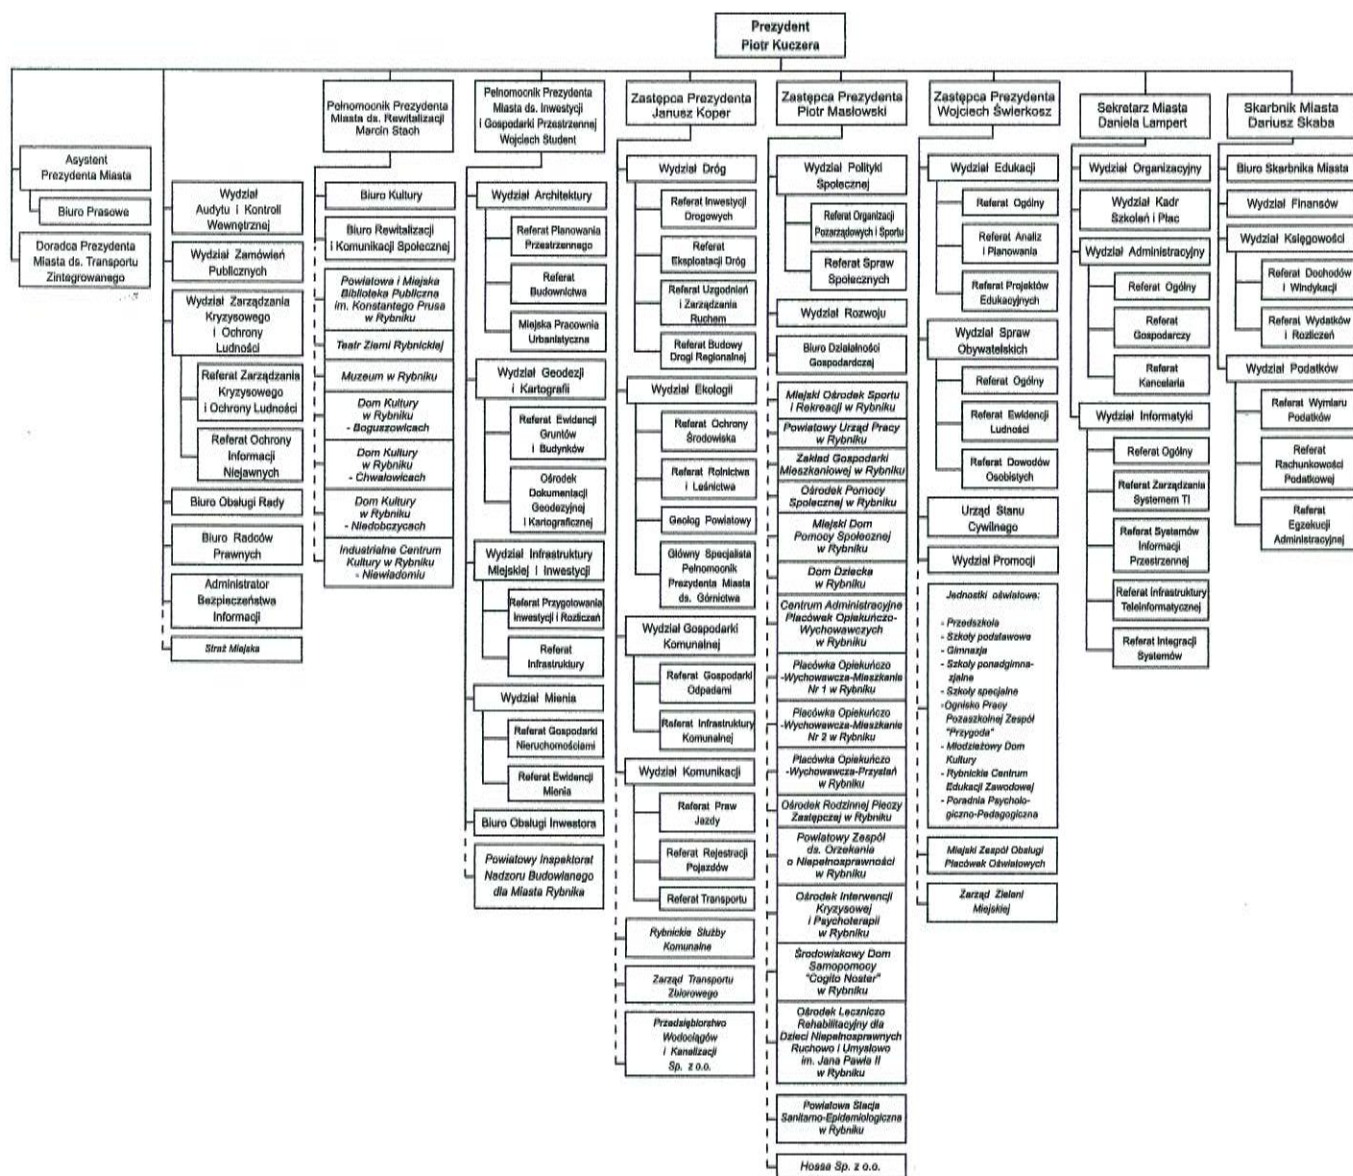 Prezydent
Piotr Kuczera
Asystent
Prezydenta Miasta
Biuro Prasowe
Doradca Prezydenta
Miasta ds. Transportu
Zintegrowanego
Wydział
Audytu i Kontroli
Wewnętrznej
Wydział Zamówień
Publicznych
Wydział Zarządzania
Kryzysowego
i Ochrony
Ludności
Referat Zarządzania
Kryzysowego
i Ochrony Ludności
Referat Ochrony
Informacji
Niejawnych
Biuro Obsługi Rady
Biuro Radców
Prawnych
Administrator
Bezpieczeństwa
Informacji
Straż Miejska
Pełnomocnik Prezydenta
Miasta ds. Rewitalizacji
Marcin Stach
Biuro Kultury
Biuro Rewitalizacji
i Komunikacji Społecznej
Powiatowa i Miejska
Biblioteka Publiczna
im. Konstantego Prusa
w Rybniku
Teatr Ziemi Rybnickiej
Muzeum w Rybniku
Dom Kultury
w Rybniku
- Boguszowicach
Dom Kultury
w Rybniku
- Chwałowicach
Dom Kultury
w Rybniku
- Niedobczycach
Industrialne Centrum
Kultury w Rybniku
- Niewiadomiu
Pełnomocnik Prezydenta
Miasta ds. Inwestycji
i Gospodarki Przestrzennej
Wojciech Student
Wydział Architektury
Referat Planowania
Przestrzennego
Referat
Budownictwa
Miejska Pracownia
Urbanistyczna
Wydział Geodezji
i Kartografii
Referat Ewidencji
Gruntów
i Budynków
Ośrodek
Dokumentacji
Geodezyjnej
i Kartograficznej
Wydział Infrastruktury
Miejskiej i Inwestycji
Referat Przygotowania
Inwestycji i Rozliczeń
Referat
Infrastruktury
Wydział Mienia
Referat Gospodarki
Nieruchomościami
Referat Ewidencji
Mienia
Biuro Obsługi Inwestora
Powiatowy Inspektorat
Nadzoru Budowlanego
dla Miasta Rybnika
Zastępca Prezydenta
Janusz Koper
Wydział Dróg
Referat Inwestycji
Drogowych
Referat
Eksploatacji Dróg
Referat Uzgodnień
i Zarządzania
Ruchem
Referat Budowy
Drogi Regionalnej
Wydział Ekologii
Referat Ochrony
Środowiska
Referat Rolnictwa
i Leśnictwa
Geolog Powiatowy
Główny Specjalista
Pełnomocnik
Prezydenta Miasta
ds. Górnictwa
Wydział Gospodarki
Komunalnej
Referat Gospodarki
Odpadami
Referat Infrastruktury
Komunalnej
Wydział Komunikacji
Referat Praw
Jazdy
Referat Rejestracji
Pojazdów
Referat Transportu
Rybnickie Służby
Komunalne
Zarząd Transportu
Zbiorowego
Przedsiębiorstwo
Wodociągów
i Kanalizacji
Sp. z o.o.
Zastępca Prezydenta
Piotr Masłowski
Wydział Polityki
Społecznej
Referat Organizacji
Pozarządowych i Sportu
Referat Spraw
Społecznych
Wydział Rozwoju
Biuro Działalności
Gospodarczej
Miejski Ośrodek Sportu
i Rekreacji w Rybniku
Powiatowy Urząd Pracy
w Rybniku
Zakład Gospodarki
Mieszkaniowej w Rybniku
Ośrodek Pomocy
Społecznej w Rybniku
Miejski Dom
Pomocy Społecznej
w Rybniku
Dom Dziecka
w Rybniku
Centrum Administracyjne
Placówek Opiekuńczo-
Wychowawczych
w Rybniku
Placówka Opiekuńczo
-Wychowawcza-Mieszkanie
Nr 1 w Rybniku
Placówka Opiekuńczo
-Wychowawcza-Mieszkanie
Nr 2 w Rybniku
Placówka Opiekuńczo
-Wychowawcza-Przystań
w Rybniku
Ośrodek Rodzinnej Pieczy
Zastępczej w Rybniku
Powiatowy Zespół
ds. Orzekania
o Niepełnosprawności
w Rybniku
Ośrodek Interwencji
Kryzysowej
i Psychoterapii
w Rybniku
Środowiskowy Dom
Samopomocy
"Cogito Noster"
w Rybniku
Ośrodek Leczniczo
Rehabilitacyjny dla
Dzieci Niepełnosprawnych
Ruchowo i Umysłowo
im. Jana Pawła II
w Rybniku
Powiatowa Stacja
Sanitarno-Epidemiologiczna
w Rybniku
Hossa Sp. z o.o.
Zastępca Prezydenta
Wojciech Świerkosz
Wydział Edukacji
Referat Ogólny
Referat Analiz
i Planowania
Referat Projektów
Edukacyjnych
Wydział Spraw
Obywatelskich
Referat Ogólny
Referat Ewidencji
Ludności
Referat Dowodów
Osobistych
Urząd Stanu
Cywilnego
Wydział Promocji
Jednostki oświatowe:
- Przedszkola
- Szkoły podstawowe
- Gimnazja
- Szkoły ponadgimna-
zjalne
- Szkoły specjalne
-Ognisko Pracy
Pozaszkolnej Zespół
"Przygoda"
- Młodzieżowy Dom
Kultury
- Rybnickie Centrum
Edukacji Zawodowej
- Poradnia Psycholo-
giczno-Pedagogiczna
Miejski Zespół Obsługi
Placówek Oświatowych
Zarząd Zieleni
Miejskiej
Sekretarz Miasta
Daniela Lampert
Wydział Organizacyjny
Wydział Kadr
Szkoleń i Płac
Wydział Administracyjny
Referat Ogólny
Referat
Gospodarczy
Referat
Kancelaria
Wydział Informatyki
Referat Ogólny
Referat Zarządzania
Systemem TI
Referat Systemów
Informacji
Przestrzennej
Referat Infrastruktury
Teleinformatycznej
Referat Integracji
Systemów
Skarbnik Miasta
Dariusz Skaba
Biuro Skarbnika Miasta
Wydział Finansów
Wydział Księgowości
Referat Dochodów
i Windykacji
Referat Wydatków
i Rozliczeń
Wydział Podatków
Referat Wymiaru
Podatków
Referat
Rachunkowości
Podatkowej
Referat
Egzekucji
Administracyjnej